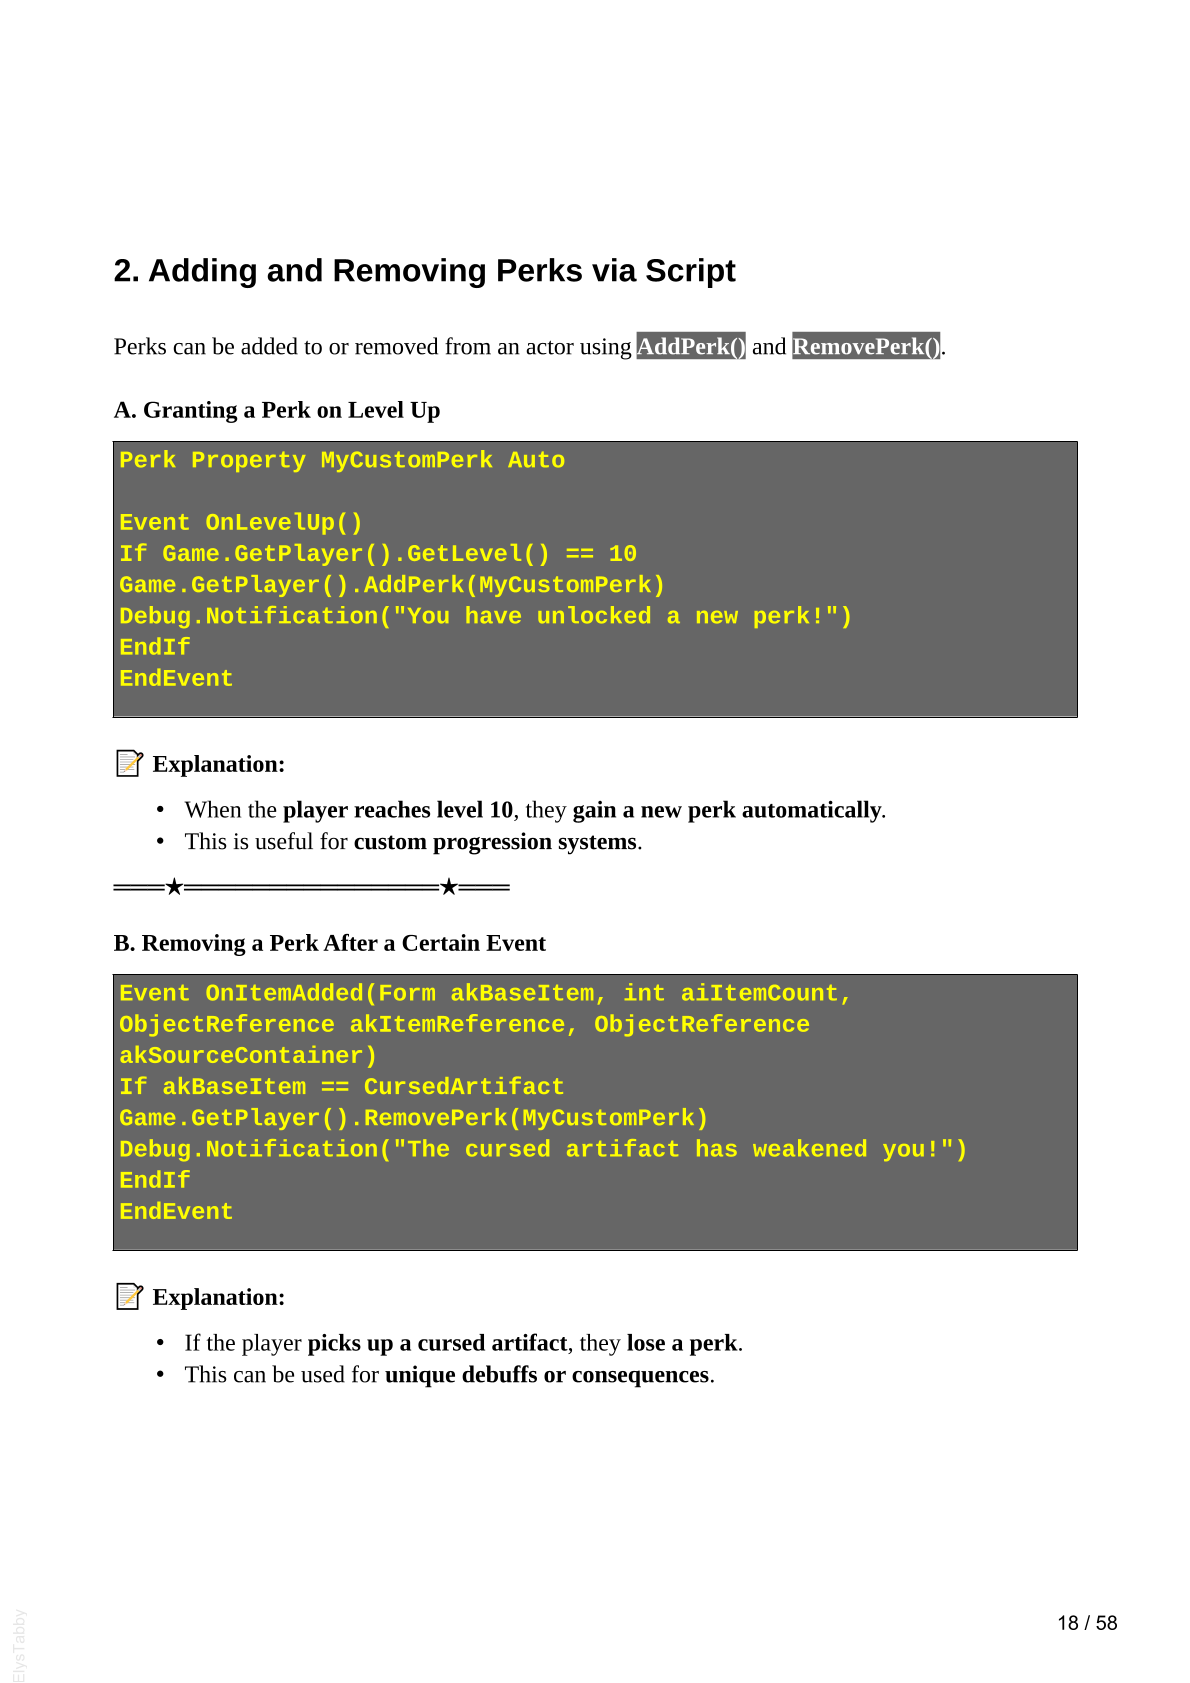 2. Adding and Removing Perks via Script
Perks can be added to or removed from an actor using AddPerk() and RemovePerk().
A. Granting a Perk on Level Up
Perk Property MyCustomPerk Auto
Event OnLevelUp()
If Game.GetPlayer().GetLevel() == 10
Game.GetPlayer().AddPerk(MyCustomPerk)
Debug.Notification("You have unlocked a new perk!")
EndIf
EndEvent
📝 Explanation:
• When the player reaches level 10, they gain a new perk automatically.
• This is useful for custom progression systems.
════★════════════════════★════
B. Removing a Perk After a Certain Event
Event OnItemAdded(Form akBaseItem, int aiItemCount,
ObjectReference akItemReference, ObjectReference
akSourceContainer)
If akBaseItem == CursedArtifact
Game.GetPlayer().RemovePerk(MyCustomPerk)
Debug.Notification("The cursed artifact has weakened you!")
EndIf
EndEvent
📝 Explanation:
• If the player picks up a cursed artifact, they lose a perk.
• This can be used for unique debuffs or consequences.
18 / 58
ElysTabby